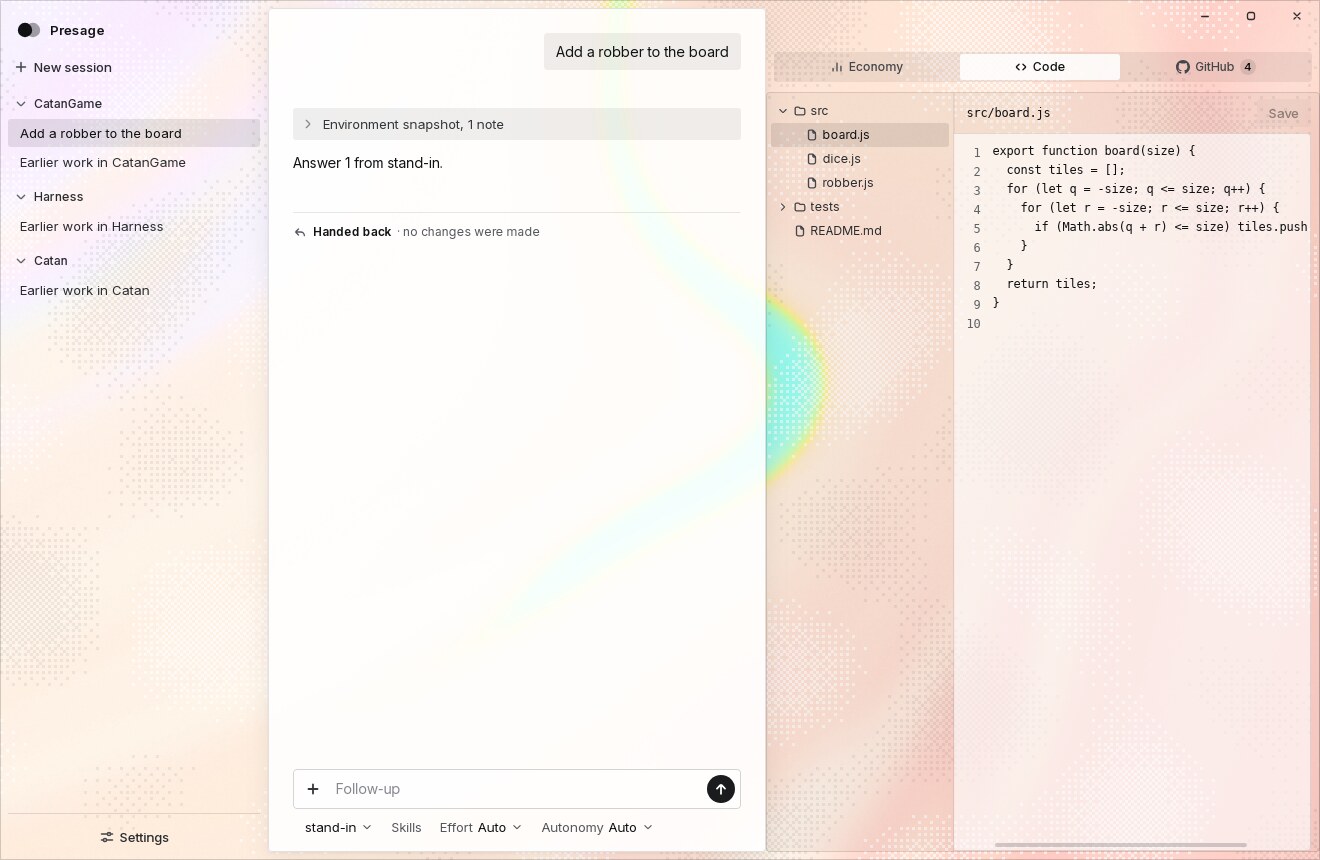 Presage
New session
CatanGame
Add a robber to the board
Earlier work in CatanGame
Harness
Earlier work in Harness
Catan
Earlier work in Catan
Settings
Add a robber to the board
Environment snapshot, 1 note
Answer 1 from stand-in.
Handed back · no changes were made
Follow-up
stand-in Skills Effort Auto Autonomy Auto
Economy Code GitHub 4
src
board.js
dice.js
robber.js
tests
README.md
src/board.js Save
1 export function board(size) {
2 const tiles = [];
3 for (let q = -size; q <= size; q++) {
4 for (let r = -size; r <= size; r++) {
5 if (Math.abs(q + r) <= size) tiles.push
6 }
7 }
8 return tiles;
9 }
10